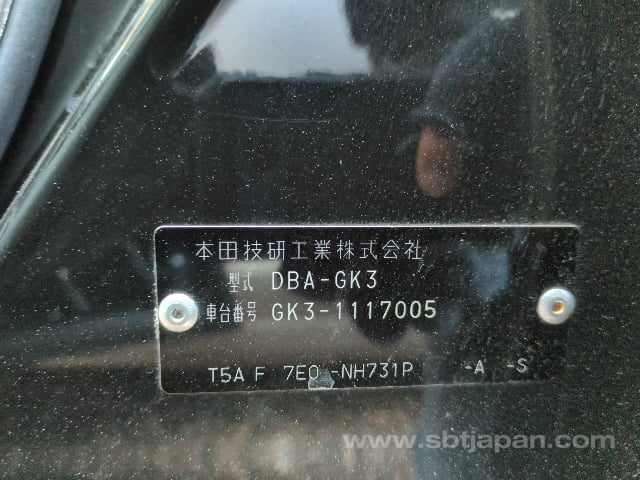 本田技研工業株式会社
型式 DBA-GK3
車台番号 GK3-1117005
T5A F 7E0 -NH731P -A -S
www.sbtjapan.com